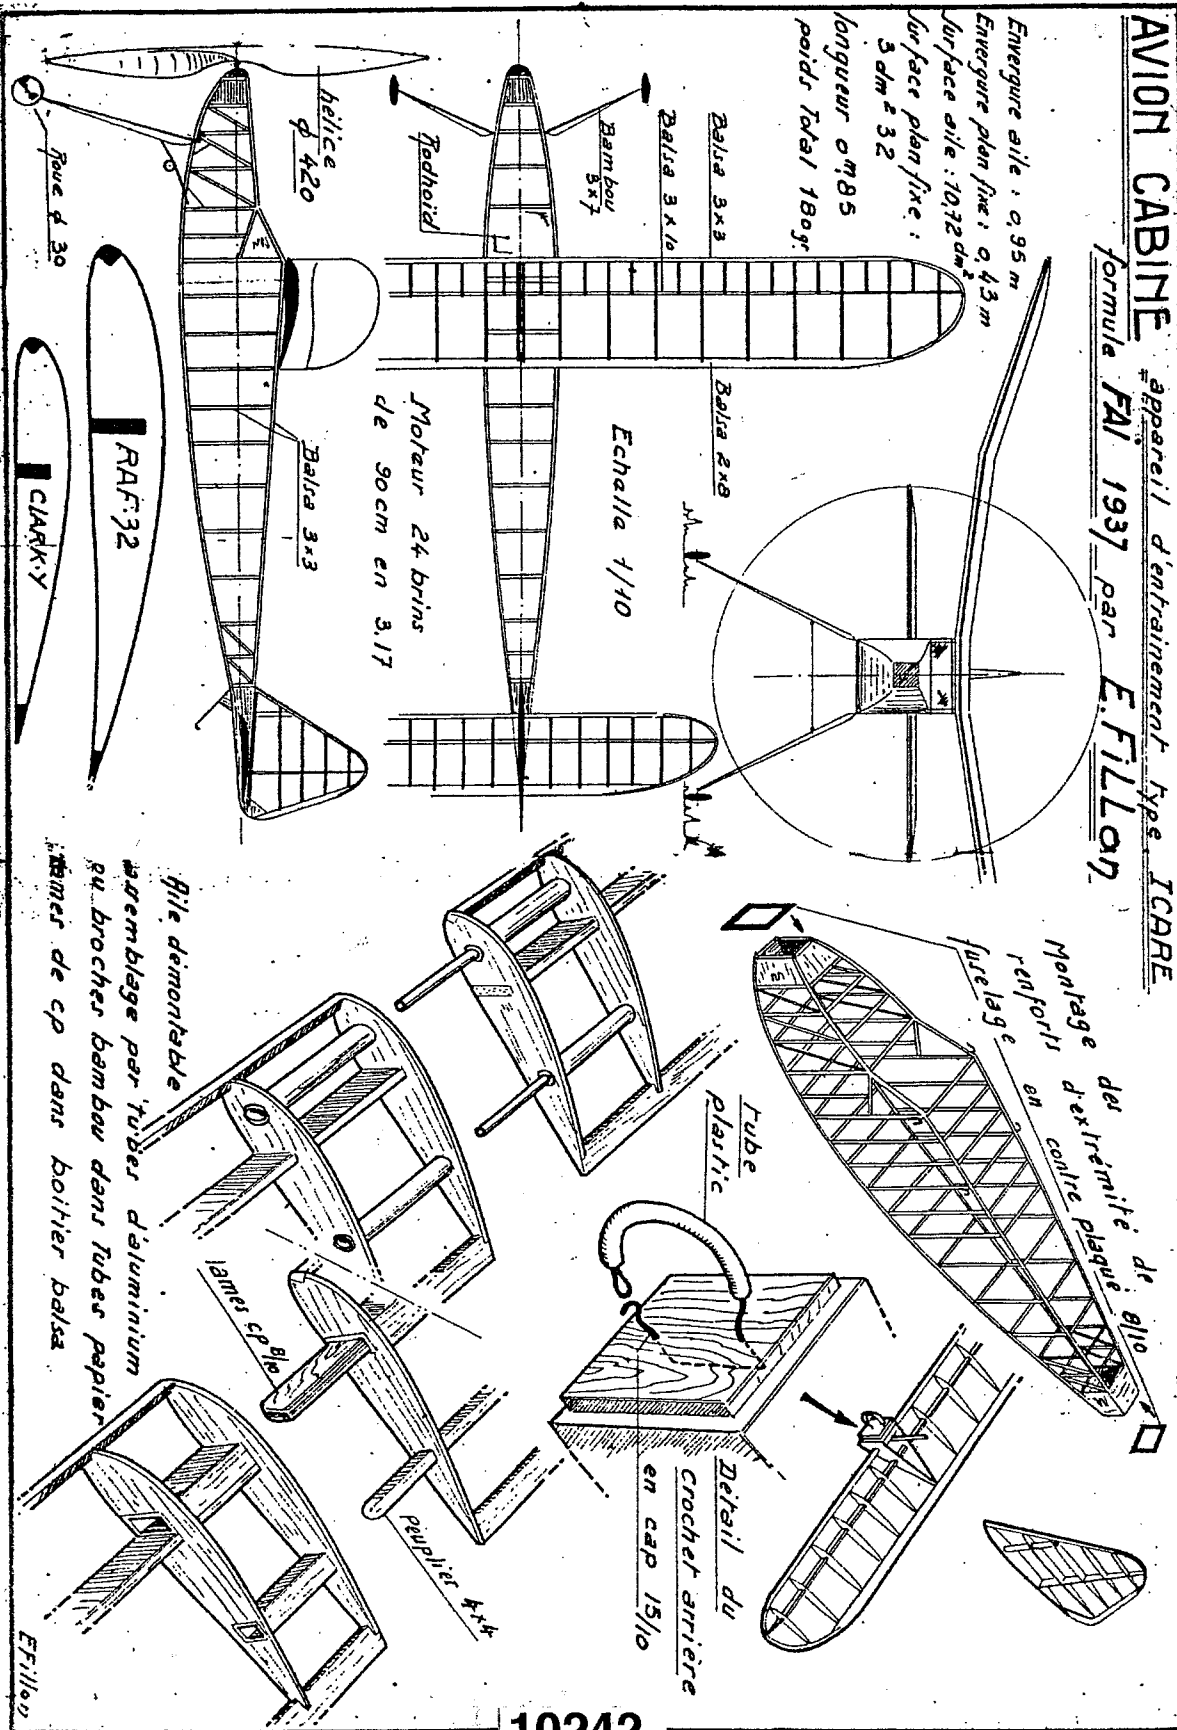 AVION CABINE
appareil d'entrainement type ICARE
formule FAI 1937 par E. FiLLON
Envergure aile : 0,95 m
Envergure plan fixe : 0,43 m
Surface aile : 10,72 dm²
Surface plan fixe :
3 dm² 32
longueur 0m85
poids Total 180gr
Balsa 3x3
Balsa 3x10
Bambou
3x7
Rodhoïd
hélice
ø 420
Roue ø 30
Balsa 2x8
Echalla 1/10
Moteur 24 brins
de 90cm en 3.17
Balsa 3x3
RAF.32
CLARK.Y
Montage des
renforts d'extrémité de
fuselage en contre plaqué 8/10
Tube
plastic
Détail du
crochet arrière
en cap 15/10
Aile démontable
assemblage par Tubes d'aluminium
ou broches bambou dans Tubes papier
lames de cp dans boitier balsa
lames cp 8/10
Peuplier 4x4
EFillon
10242